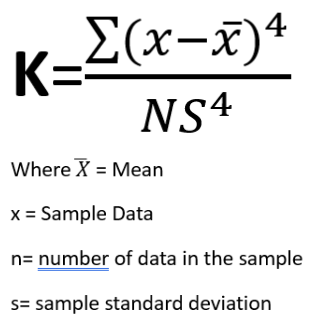 K=∑(x−x̄)⁴
NS⁴
Where X̄ = Mean
x = Sample Data
n= number of data in the sample
s= sample standard deviation